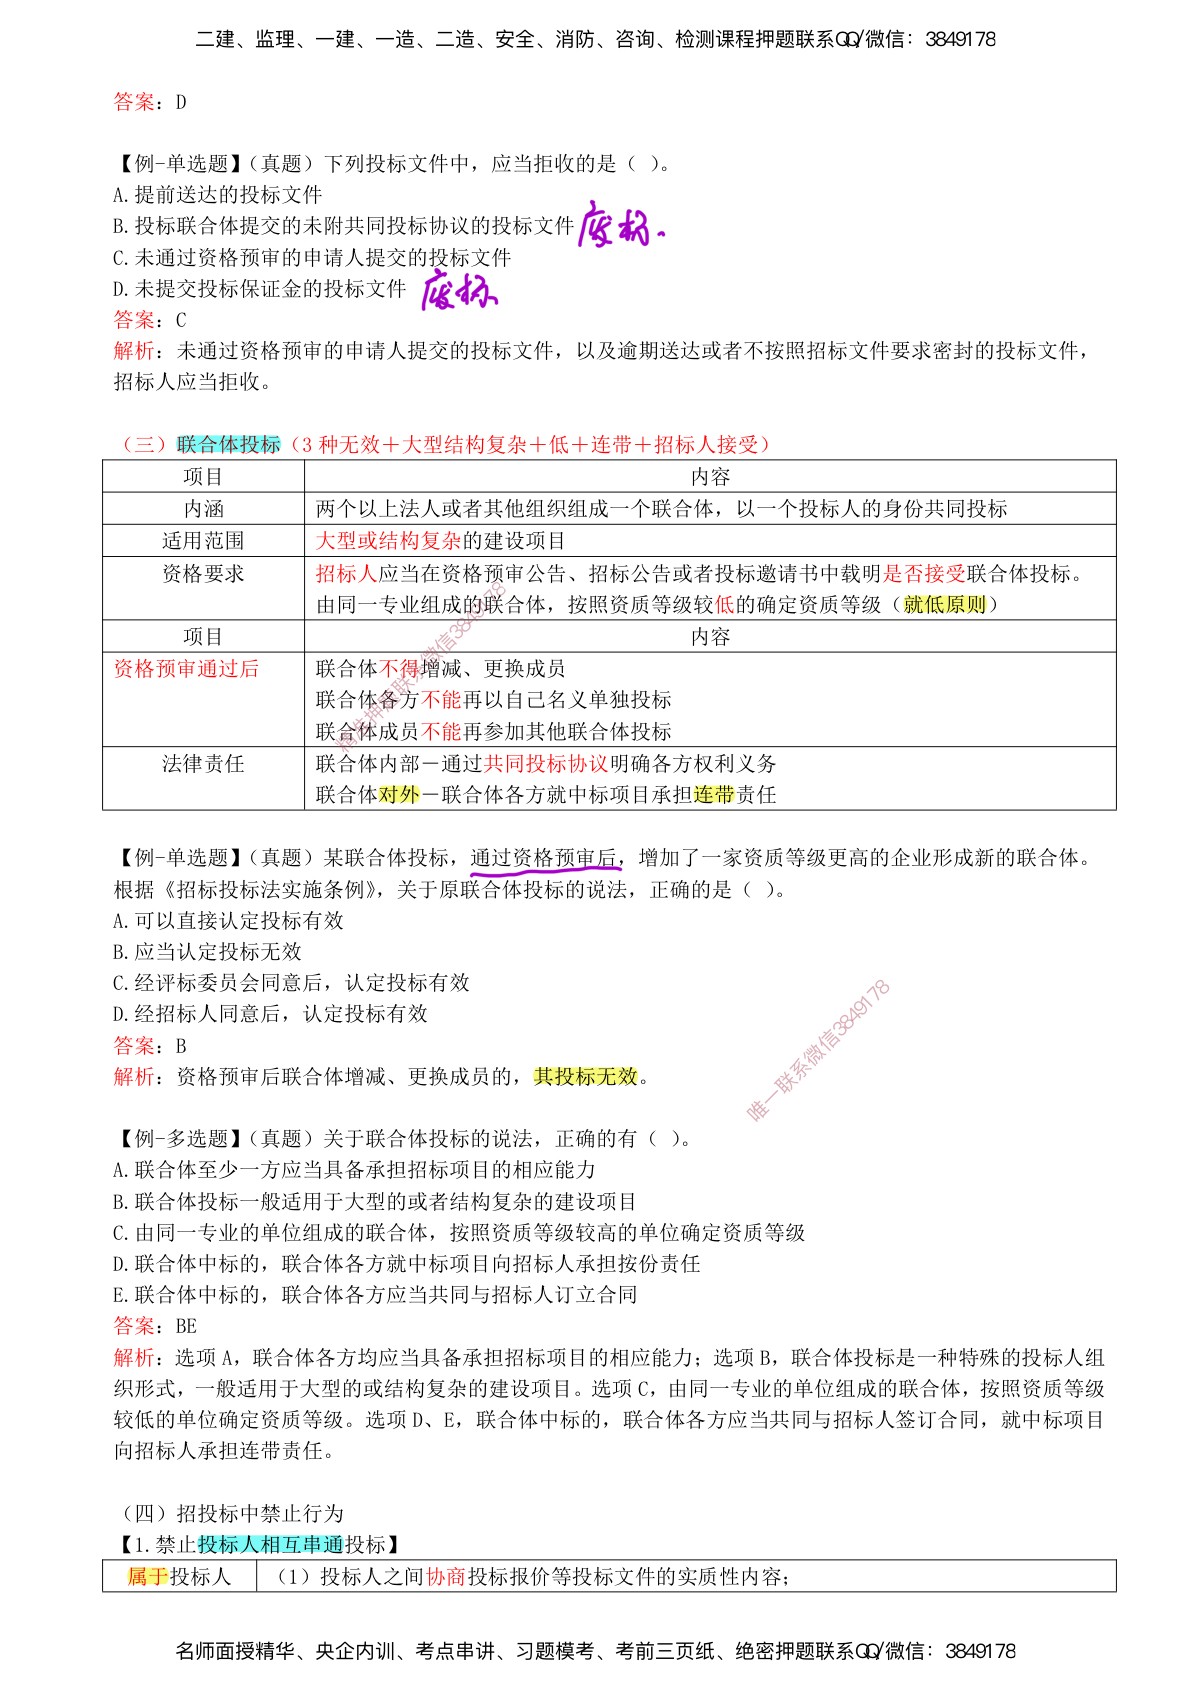 二建、监理、一建、一造、二造、安全、消防、咨询、检测课程押题联系QQ/微信：3849178
答案：D
【例-单选题】（真题）下列投标文件中，应当拒收的是（ ）。
A.提前送达的投标文件
B.投标联合体提交的未附共同投标协议的投标文件 废标.
C.未通过资格预审的申请人提交的投标文件
D.未提交投标保证金的投标文件 废标
答案：C
解析：未通过资格预审的申请人提交的投标文件，以及逾期送达或者不按照招标文件要求密封的投标文件，
招标人应当拒收。
（三）联合体投标（3 种无效＋大型结构复杂＋低＋连带＋招标人接受）
项目 内容
内涵 两个以上法人或者其他组织组成一个联合体，以一个投标人的身份共同投标
适用范围 大型或结构复杂的建设项目
资格要求 招标人应当在资格预审公告、招标公告或者投标邀请书中载明是否接受联合体投标。
由同一专业组成的联合体，按照资质等级较低的确定资质等级（就低原则）
项目 内容
资格预审通过后 联合体不得增减、更换成员
联合体各方不能再以自己名义单独投标
联合体成员不能再参加其他联合体投标
法律责任 联合体内部－通过共同投标协议明确各方权利义务
联合体对外－联合体各方就中标项目承担连带责任
精准押题联系微信3849178
【例-单选题】（真题）某联合体投标，通过资格预审后，增加了一家资质等级更高的企业形成新的联合体。
根据《招标投标法实施条例》，关于原联合体投标的说法，正确的是（ ）。
A.可以直接认定投标有效
B.应当认定投标无效
C.经评标委员会同意后，认定投标有效
D.经招标人同意后，认定投标有效
答案：B
解析：资格预审后联合体增减、更换成员的，其投标无效。
唯一联系微信3849178
【例-多选题】（真题）关于联合体投标的说法，正确的有（ ）。
A.联合体至少一方应当具备承担招标项目的相应能力
B.联合体投标一般适用于大型的或者结构复杂的建设项目
C.由同一专业的单位组成的联合体，按照资质等级较高的单位确定资质等级
D.联合体中标的，联合体各方就中标项目向招标人承担按份责任
E.联合体中标的，联合体各方应当共同与招标人订立合同
答案：BE
解析：选项 A，联合体各方均应当具备承担招标项目的相应能力；选项 B，联合体投标是一种特殊的投标人组
织形式，一般适用于大型的或结构复杂的建设项目。选项 C，由同一专业的单位组成的联合体，按照资质等级
较低的单位确定资质等级。选项 D、E，联合体中标的，联合体各方应当共同与招标人签订合同，就中标项目
向招标人承担连带责任。
（四）招投标中禁止行为
【1.禁止投标人相互串通投标】
属于投标人 （1）投标人之间协商投标报价等投标文件的实质性内容；
名师面授精华、央企内训、考点串讲、习题模考、考前三页纸、绝密押题联系QQ/微信：3849178